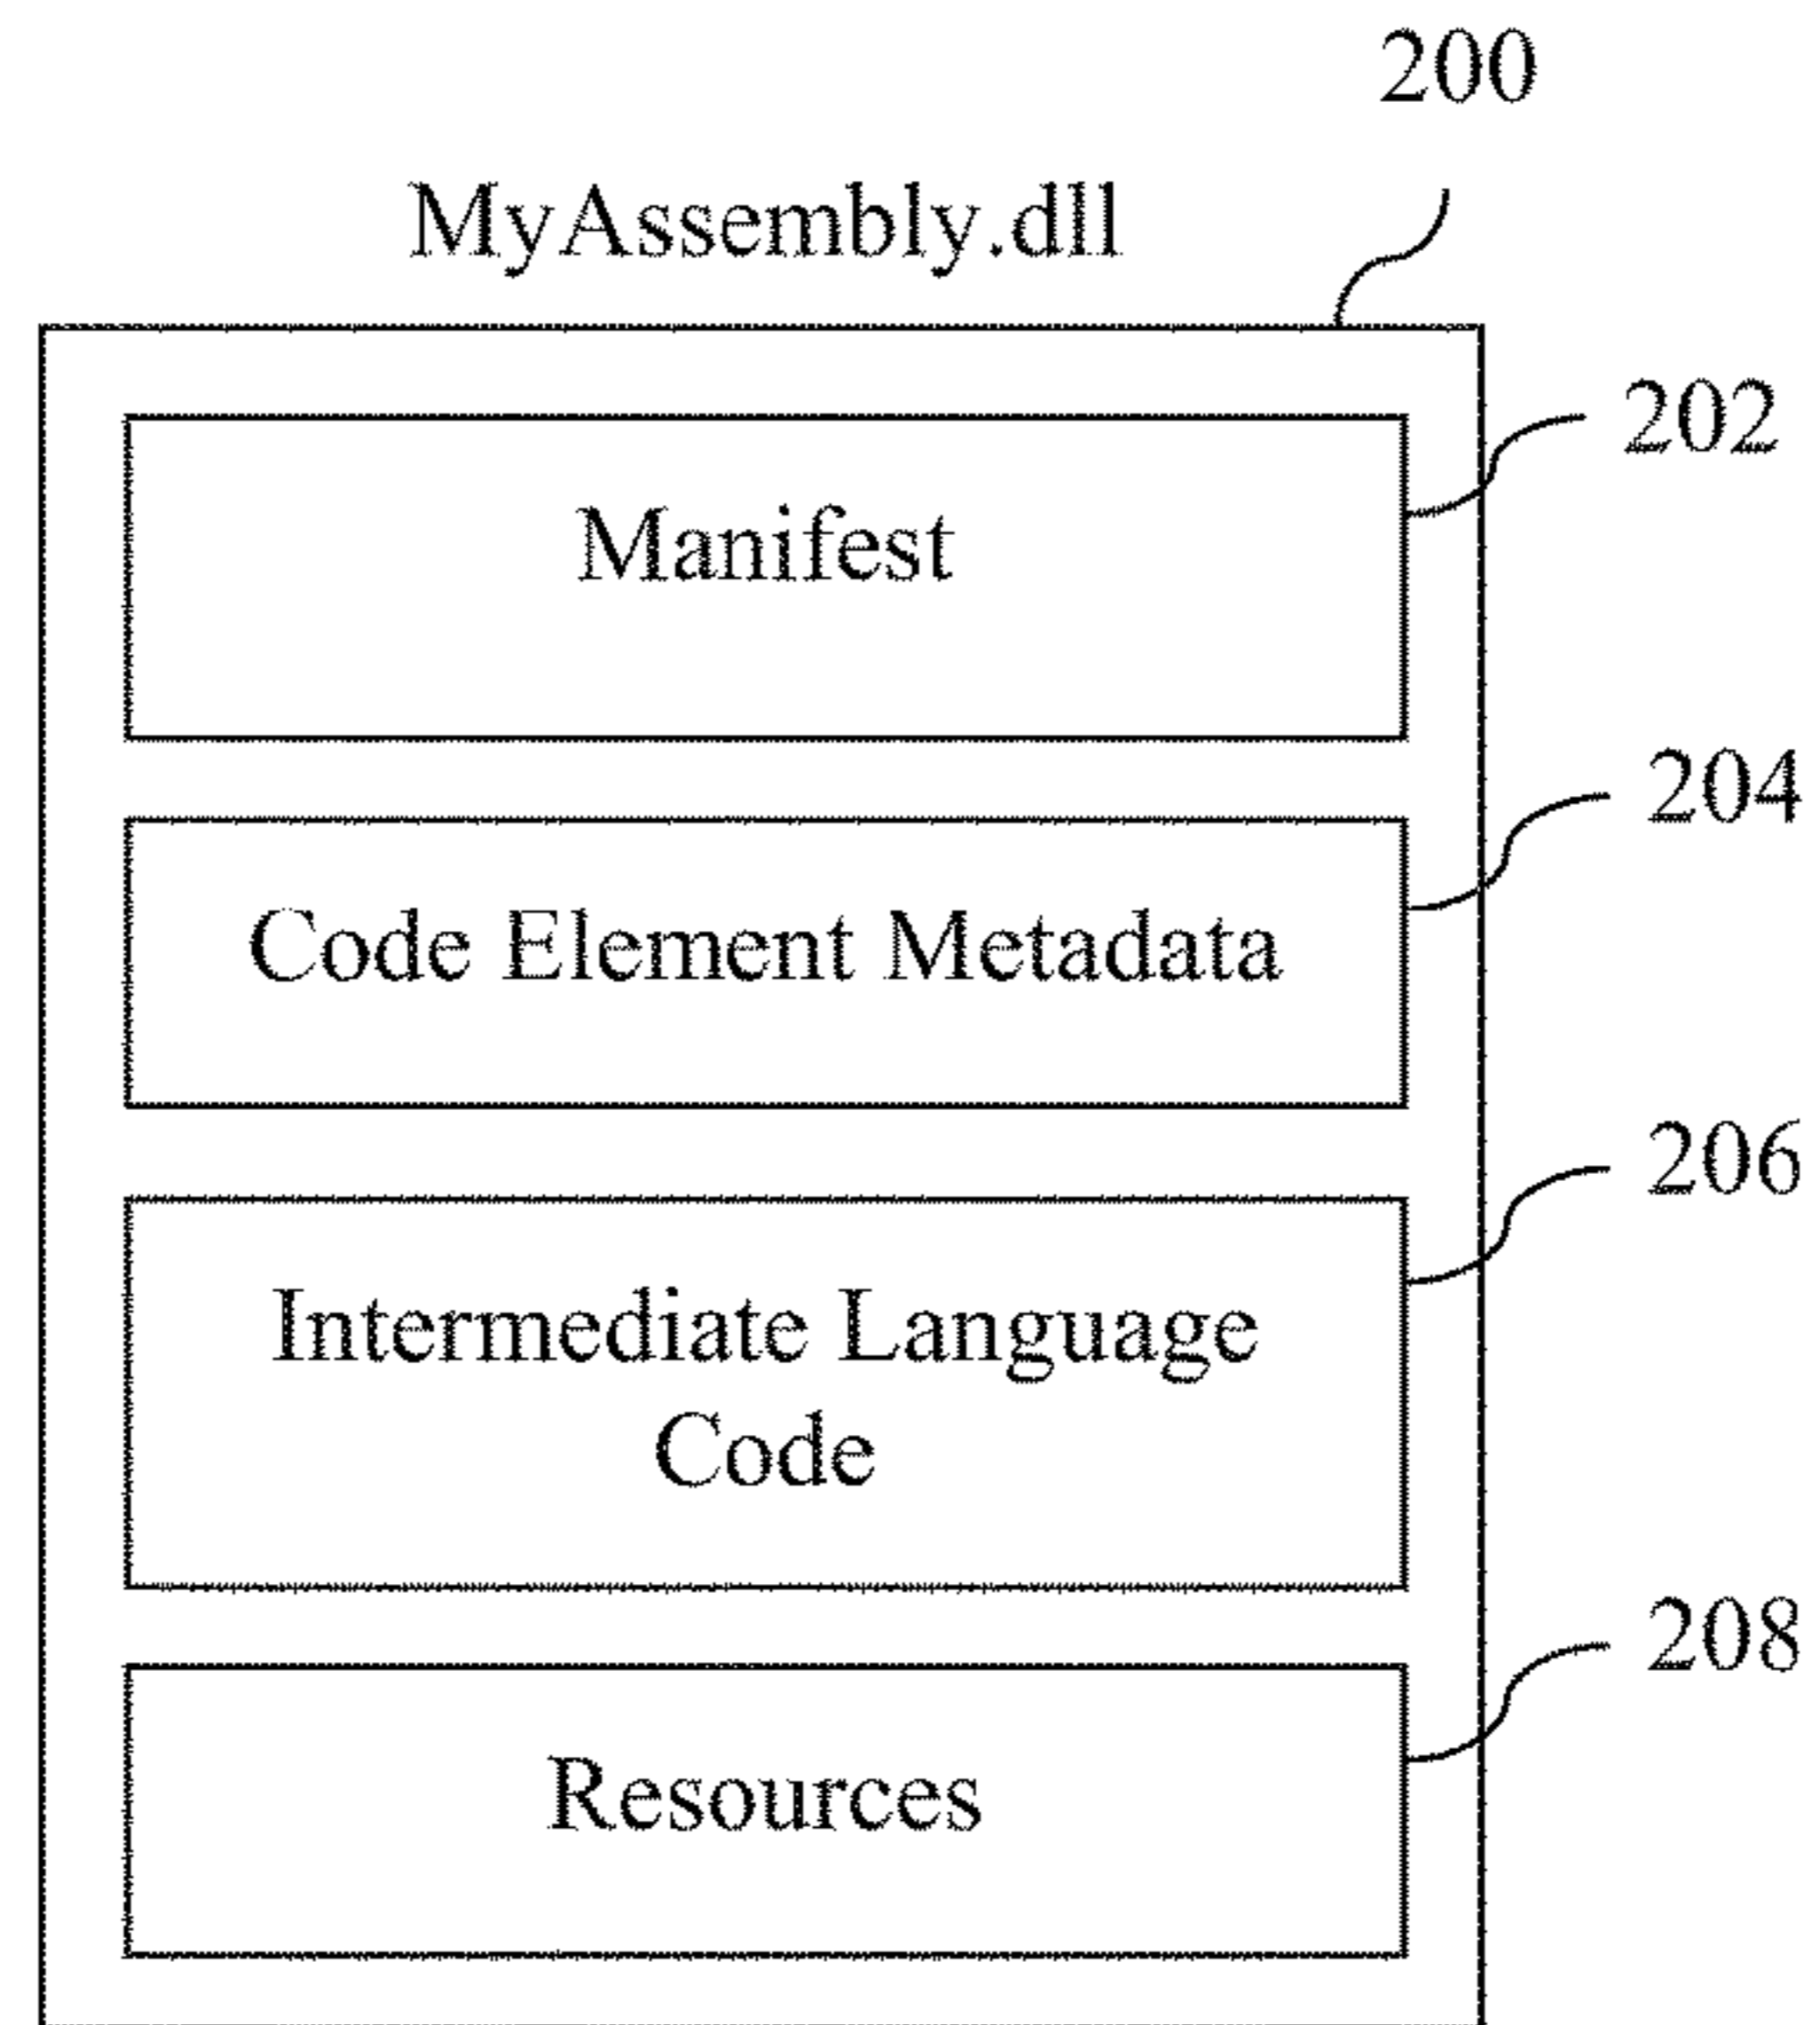 200
MyAssembly.dll
202
Manifest
204
Code Element Metadata
206
Intermediate Language
Code
208
Resources